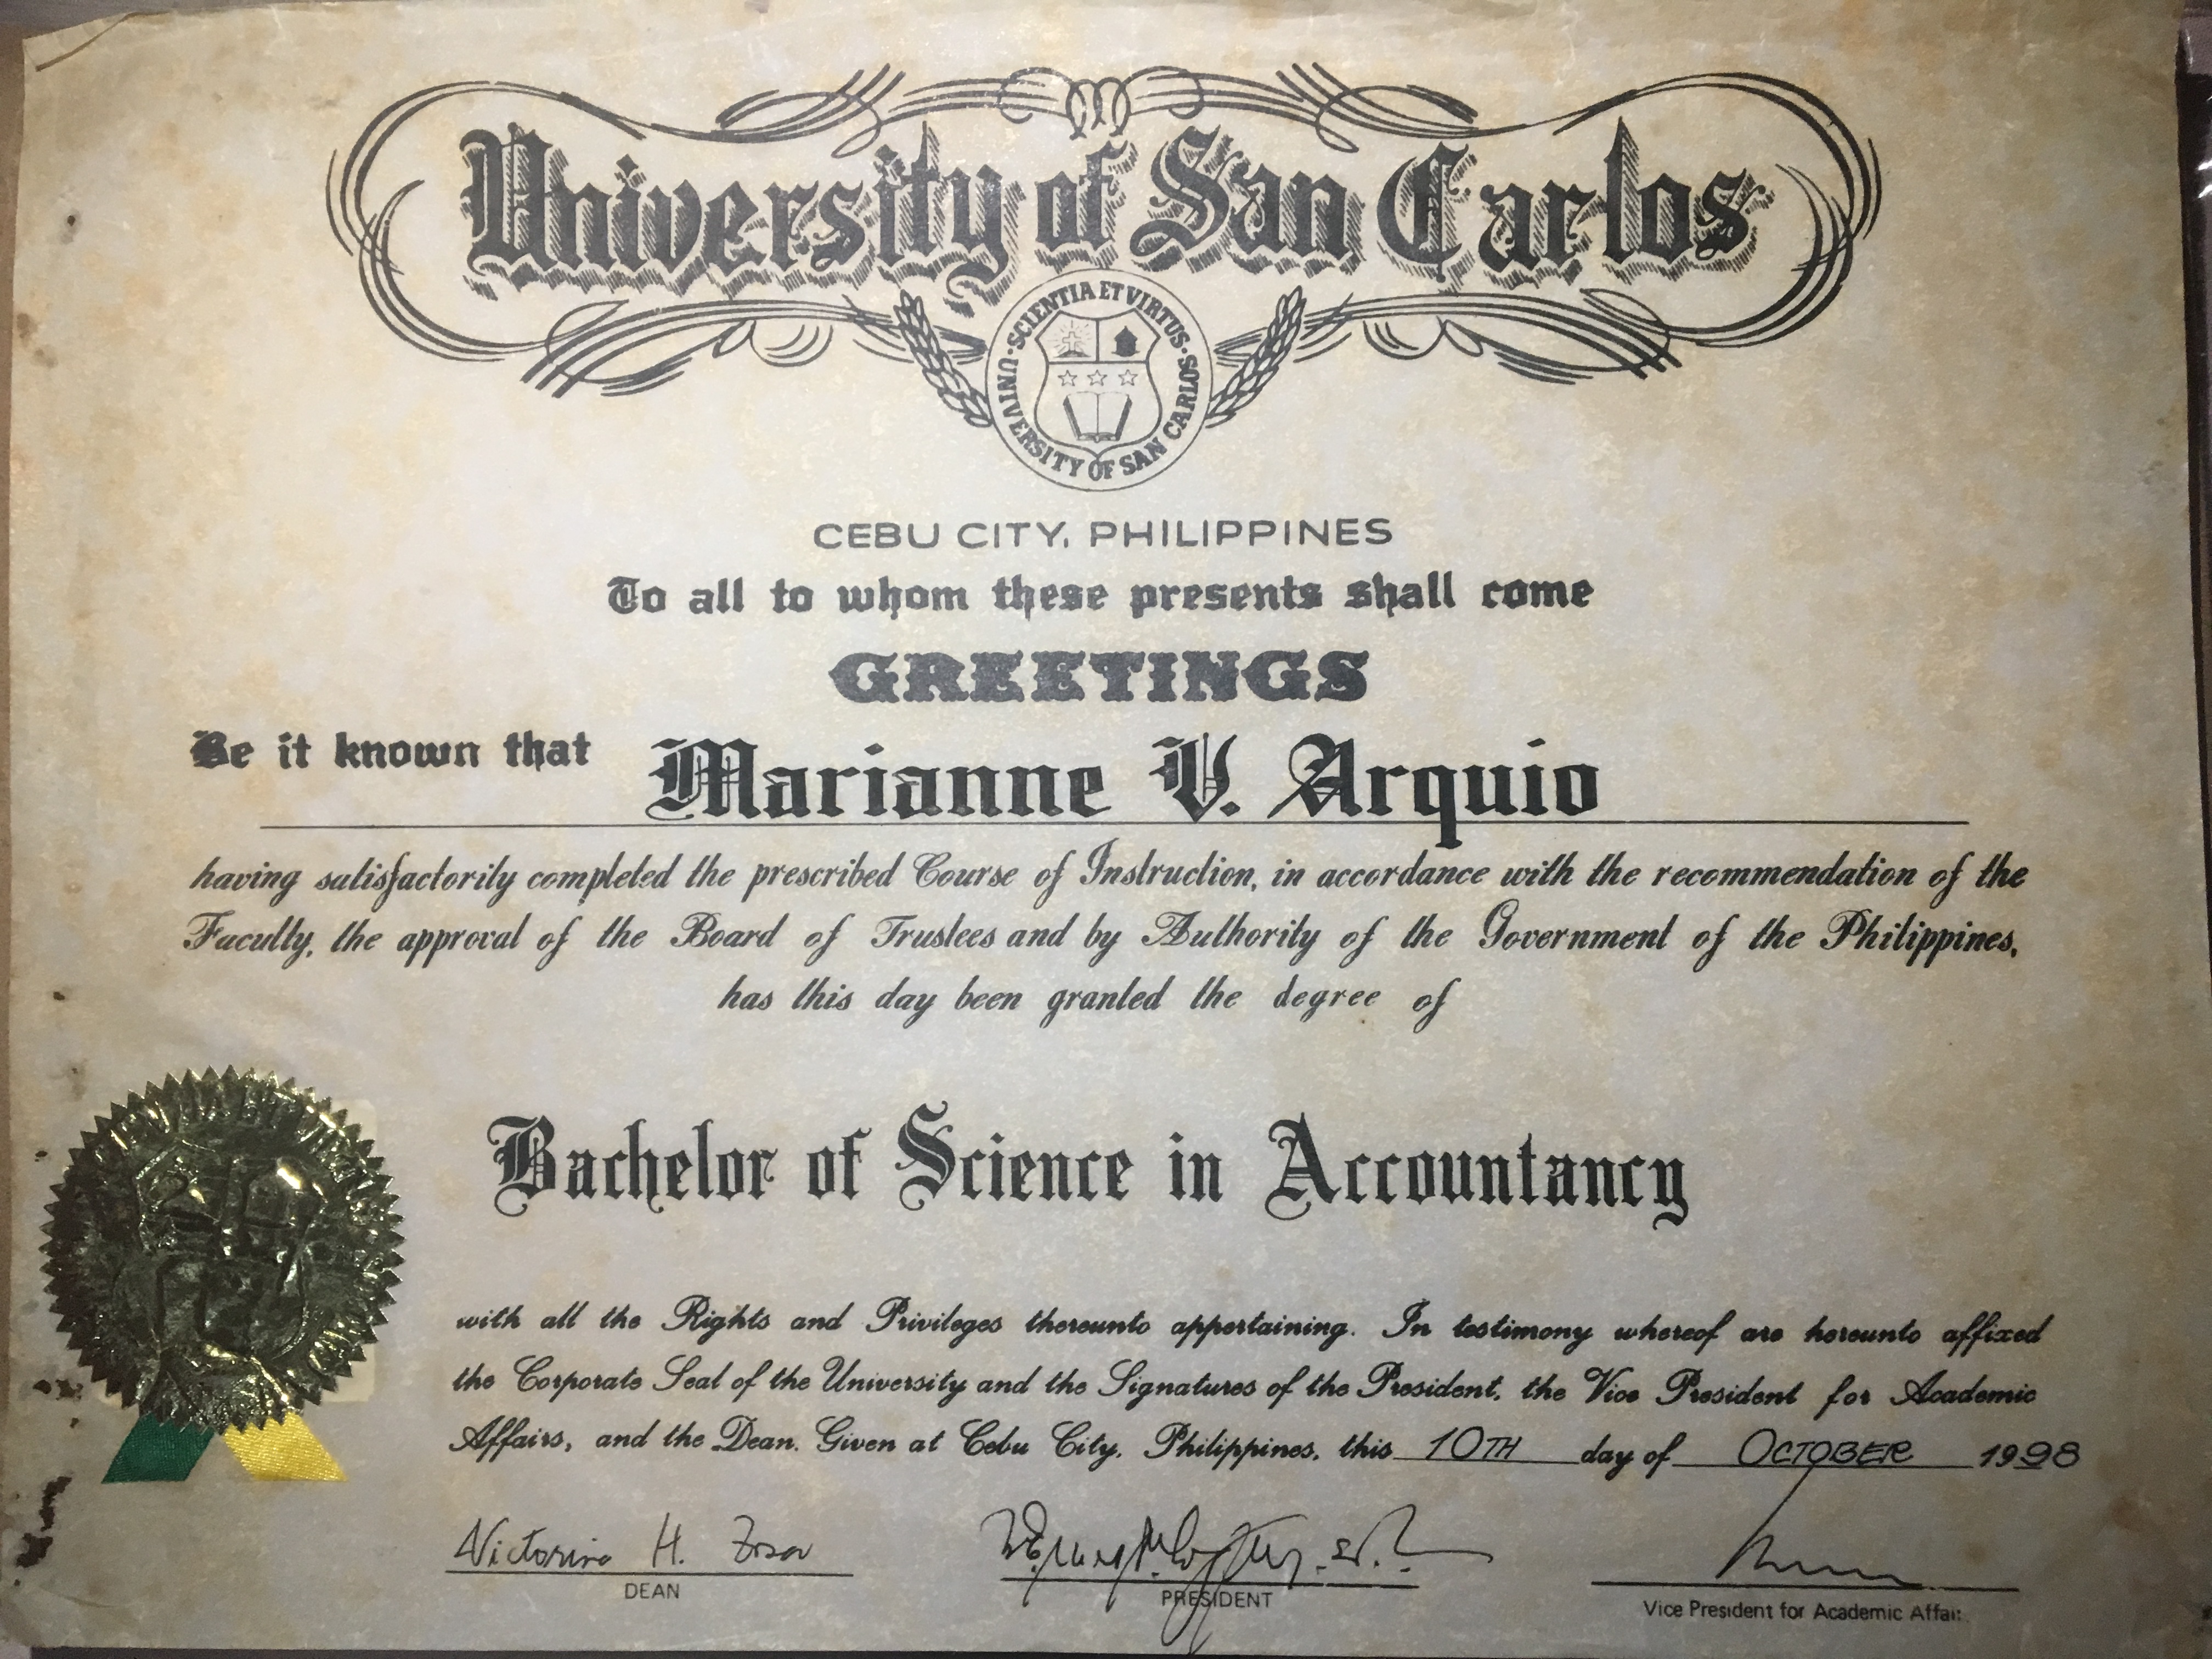 University of San Carlos
UNIVERSITY OF SAN CARLOS · SCIENTIA ET VIRTUS ·
CEBU CITY, PHILIPPINES
To all to whom these presents shall come
GREETINGS
Be it known that Marianne V. Arquio
having satisfactorily completed the prescribed Course of Instruction, in accordance with the recommendation of the
Faculty, the approval of the Board of Trustees and by Authority of the Government of the Philippines,
has this day been granted the degree of
Bachelor of Science in Accountancy
with all the Rights and Privileges thereunto appertaining. In testimony whereof are hereunto affixed
the Corporate Seal of the University and the Signatures of the President, the Vice President for Academic
Affairs, and the Dean. Given at Cebu City, Philippines, this 10TH day of OCTOBER 1998
Victorino H.
DEAN
PRESIDENT
Vice President for Academic Affai